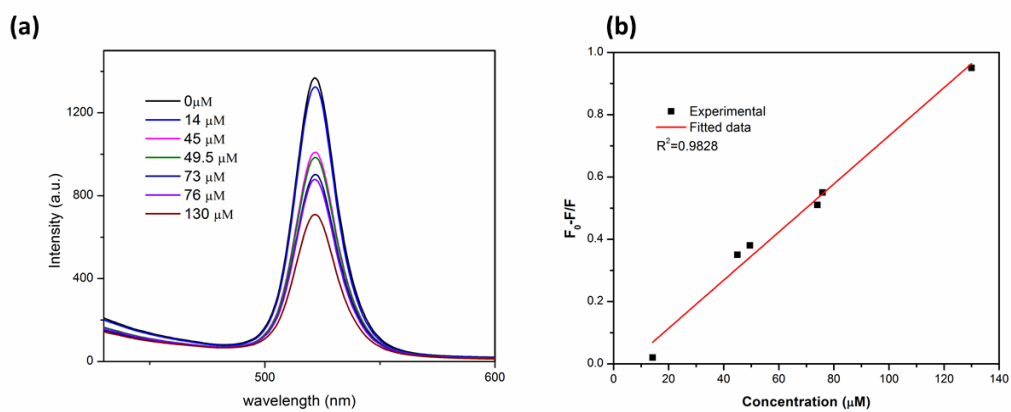 (a)
Intensity (a.u.)
1200
800
400
0
0μM
14 μM
45 μM
49.5 μM
73 μM
76 μM
130 μM
500
600
wavelength (nm)
(b)
F₀-F/F
1.0
0.8
0.6
0.4
0.2
0.0
Experimental
Fitted data
R²=0.9828
0 20 40 60 80 100 120 140
Concentration (μM)